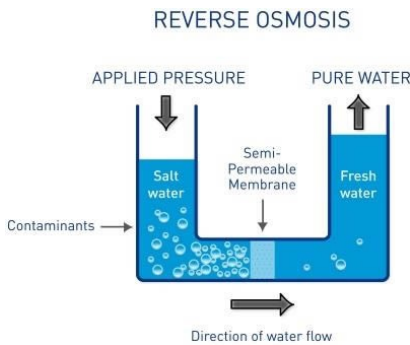 REVERSE OSMOSIS
APPLIED PRESSURE
PURE WATER
Semi-
Permeable
Membrane
Salt
water
Fresh
water
Contaminants
Direction of water flow